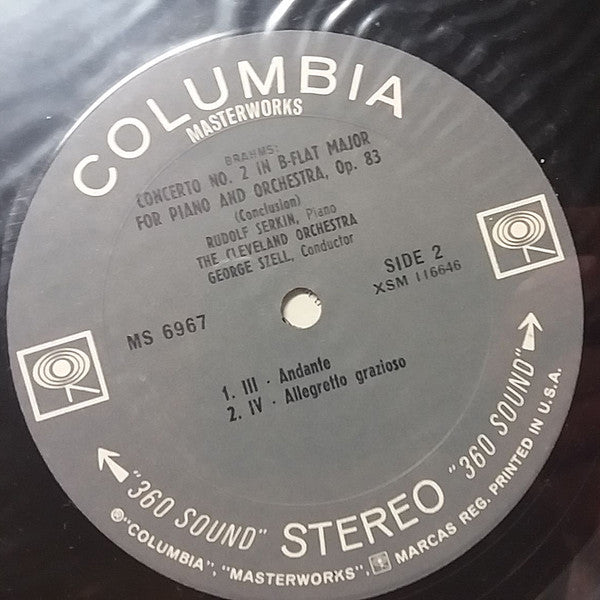 COLUMBIA
MASTERWORKS
BRAHMS:
CONCERTO NO. 2 IN B-FLAT MAJOR
FOR PIANO AND ORCHESTRA, Op. 83
(Conclusion)
RUDOLF SERKIN, Piano
THE CLEVELAND ORCHESTRA
GEORGE SZELL, Conductor
MS 6967
SIDE 2
XSM 116646
1. III - Andante
2. IV - Allegretto grazioso
"360 SOUND" STEREO "360 SOUND"
® "COLUMBIA", "MASTERWORKS", MARCAS REG. PRINTED IN U.S.A.